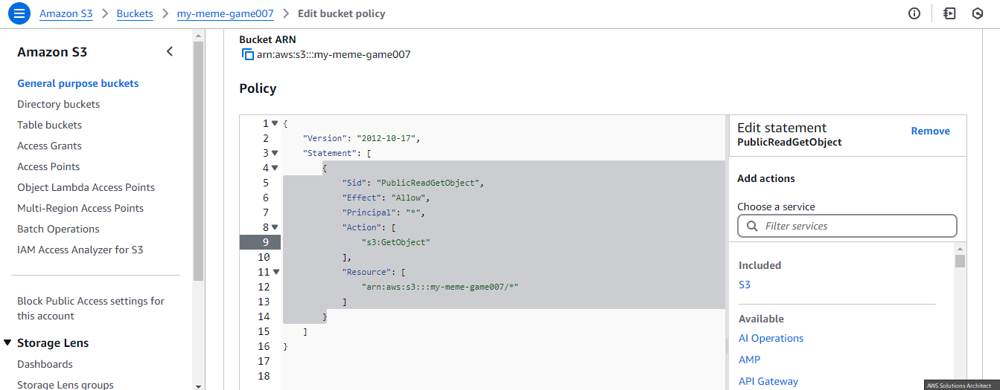 Amazon S3 > Buckets > my-meme-game007 > Edit bucket policy
Amazon S3
General purpose buckets
Directory buckets
Table buckets
Access Grants
Access Points
Object Lambda Access Points
Multi-Region Access Points
Batch Operations
IAM Access Analyzer for S3
Block Public Access settings for
this account
Storage Lens
Dashboards
Storage Lens groups
Bucket ARN
arn:aws:s3:::my-meme-game007
Policy
1 {
2 "Version": "2012-10-17",
3 "Statement": [
4 {
5 "Sid": "PublicReadGetObject",
6 "Effect": "Allow",
7 "Principal": "*",
8 "Action": [
9 "s3:GetObject"
10 ],
11 "Resource": [
12 "arn:aws:s3:::my-meme-game007/*"
13 ]
14 }
15 ]
16 }
17
18
Edit statement
PublicReadGetObject
Remove
Add actions
Choose a service
Filter services
Included
S3
Available
AI Operations
AMP
API Gateway
AWS Solutions Architect